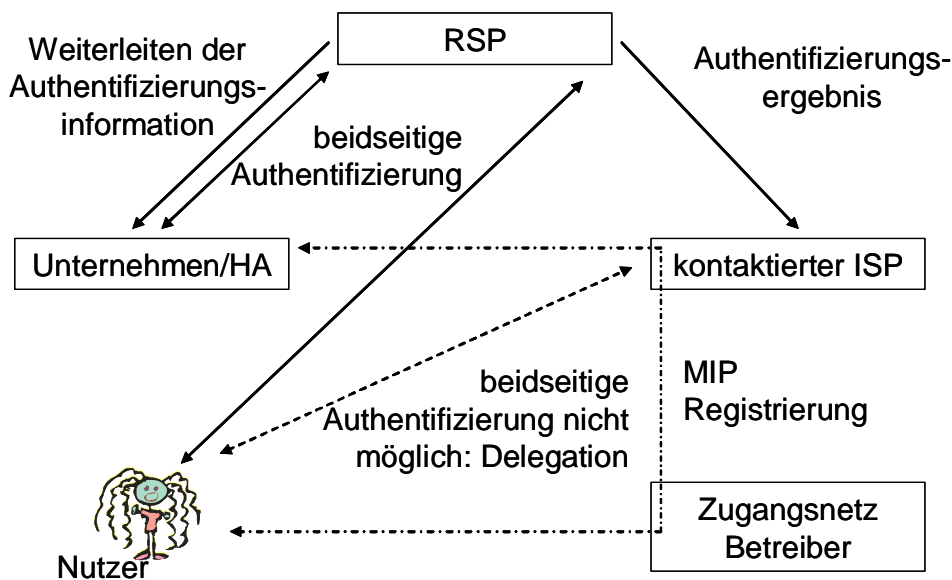 RSP
Weiterleiten der
Authentifizierungs-
information
Authentifizierungs-
ergebnis
beidseitige
Authentifizierung
Unternehmen/HA
kontaktierter ISP
beidseitige
Authentifizierung nicht
möglich: Delegation
MIP
Registrierung
Zugangsnetz
Betreiber
Nutzer